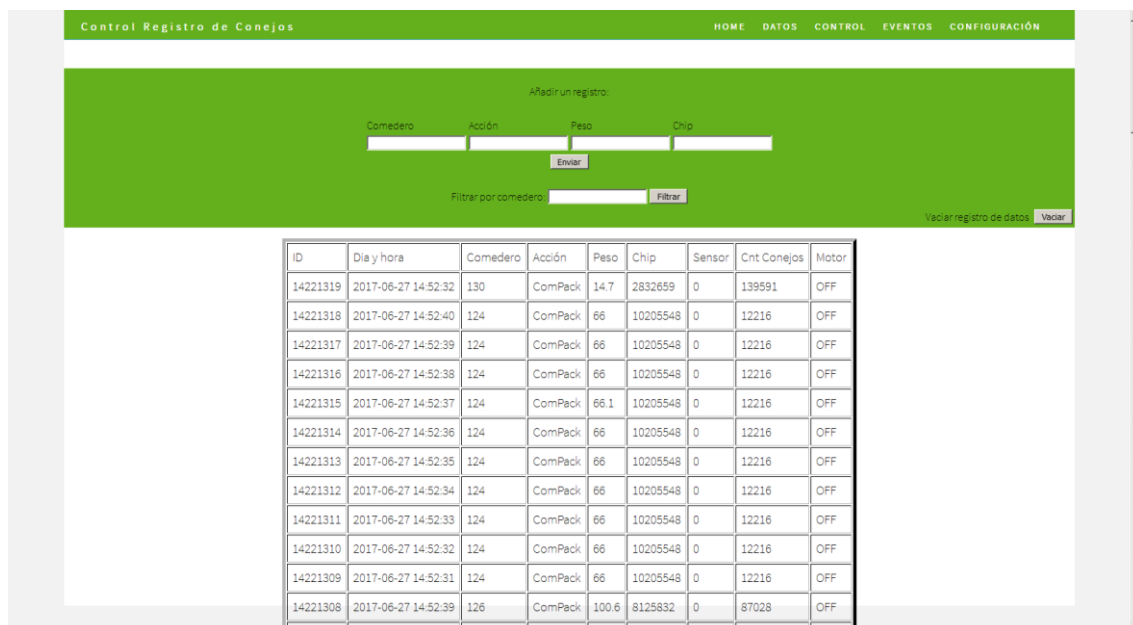 Control Registro de Conejos HOME DATOS CONTROL EVENTOS CONFIGURACIÓN
Añadir un registro:
Comedero Acción Peso Chip
Enviar
Filtrar por comedero: Filtrar
Vaciar registro de datos Vaciar
ID Dia y hora Comedero Acción Peso Chip Sensor Cnt Conejos Motor
14221319 2017-06-27 14:52:32 130 ComPack 14.7 2832659 0 139591 OFF
14221318 2017-06-27 14:52:40 124 ComPack 66 10205548 0 12216 OFF
14221317 2017-06-27 14:52:39 124 ComPack 66 10205548 0 12216 OFF
14221316 2017-06-27 14:52:38 124 ComPack 66 10205548 0 12216 OFF
14221315 2017-06-27 14:52:37 124 ComPack 66.1 10205548 0 12216 OFF
14221314 2017-06-27 14:52:36 124 ComPack 66 10205548 0 12216 OFF
14221313 2017-06-27 14:52:35 124 ComPack 66 10205548 0 12216 OFF
14221312 2017-06-27 14:52:34 124 ComPack 66 10205548 0 12216 OFF
14221311 2017-06-27 14:52:33 124 ComPack 66 10205548 0 12216 OFF
14221310 2017-06-27 14:52:32 124 ComPack 66 10205548 0 12216 OFF
14221309 2017-06-27 14:52:31 124 ComPack 66 10205548 0 12216 OFF
14221308 2017-06-27 14:52:39 126 ComPack 100.6 8125832 0 87028 OFF